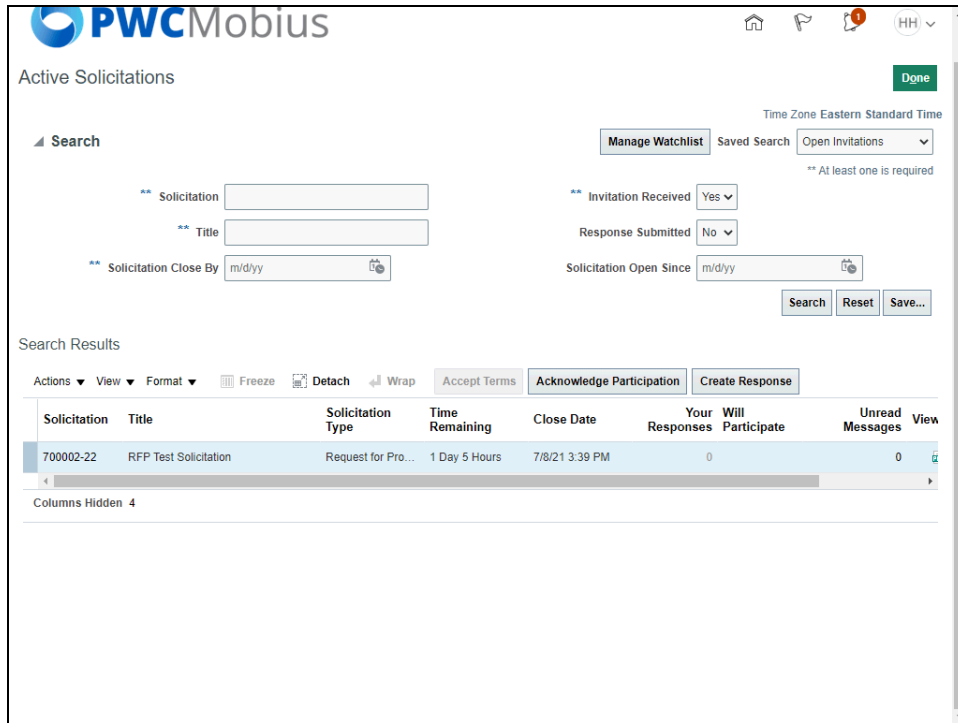 PWCMobius
1
HH
Active Solicitations
Done
Time Zone Eastern Standard Time
Search
Manage Watchlist Saved Search Open Invitations
** At least one is required
** Solicitation
** Invitation Received Yes
** Title
Response Submitted No
** Solicitation Close By m/d/yy
Solicitation Open Since m/d/yy
Search Reset Save...
Search Results
Actions View Format Freeze Detach Wrap Accept Terms Acknowledge Participation Create Response
Solicitation Title Solicitation Type Time Remaining Close Date Your Responses Will Participate Unread Messages View
700002-22 RFP Test Solicitation Request for Pro... 1 Day 5 Hours 7/8/21 3:39 PM 0 0
Columns Hidden 4